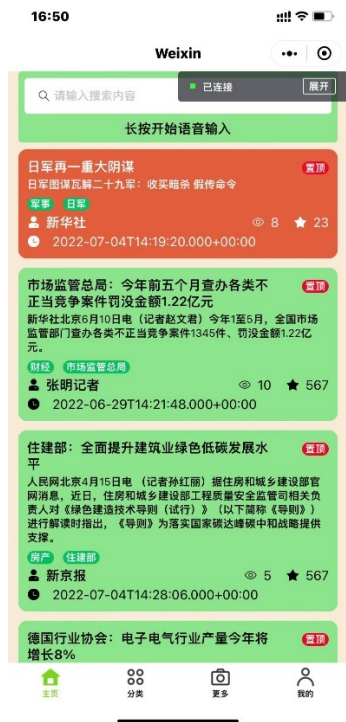 16:50
Weixin
请输入搜索内容
已连接
展开
长按开始语音输入
日军再一重大阴谋
置顶
日军图谋瓦解二十九军：收买暗杀 假传命令
军事 日军
新华社 8 23
2022-07-04T14:19:20.000+00:00
市场监管总局：今年前五个月查办各类不
置顶
正当竞争案件罚没金额1.22亿元
新华社北京6月10日电（记者赵文君）今年1至5月，全国市场
监管部门查办各类不正当竞争案件1345件、罚没金额1.22亿
元。
财经 市场监管总局
张明记者 10 567
2022-06-29T14:21:48.000+00:00
住建部：全面提升建筑业绿色低碳发展水
置顶
平
人民网北京4月15日电 （记者孙红丽）据住房和城乡建设部官
网消息，近日，住房和城乡建设部工程质量安全监管司相关负
责人对《绿色建造技术导则（试行）》（以下简称《导则》）
进行解读时指出，《导则》为落实国家碳达峰碳中和战略提供
支撑。
房产 住建部
新京报 5 567
2022-07-04T14:28:06.000+00:00
德国行业协会：电子电气行业产量今年将
置顶
增长8%
主页 分类 更多 我的